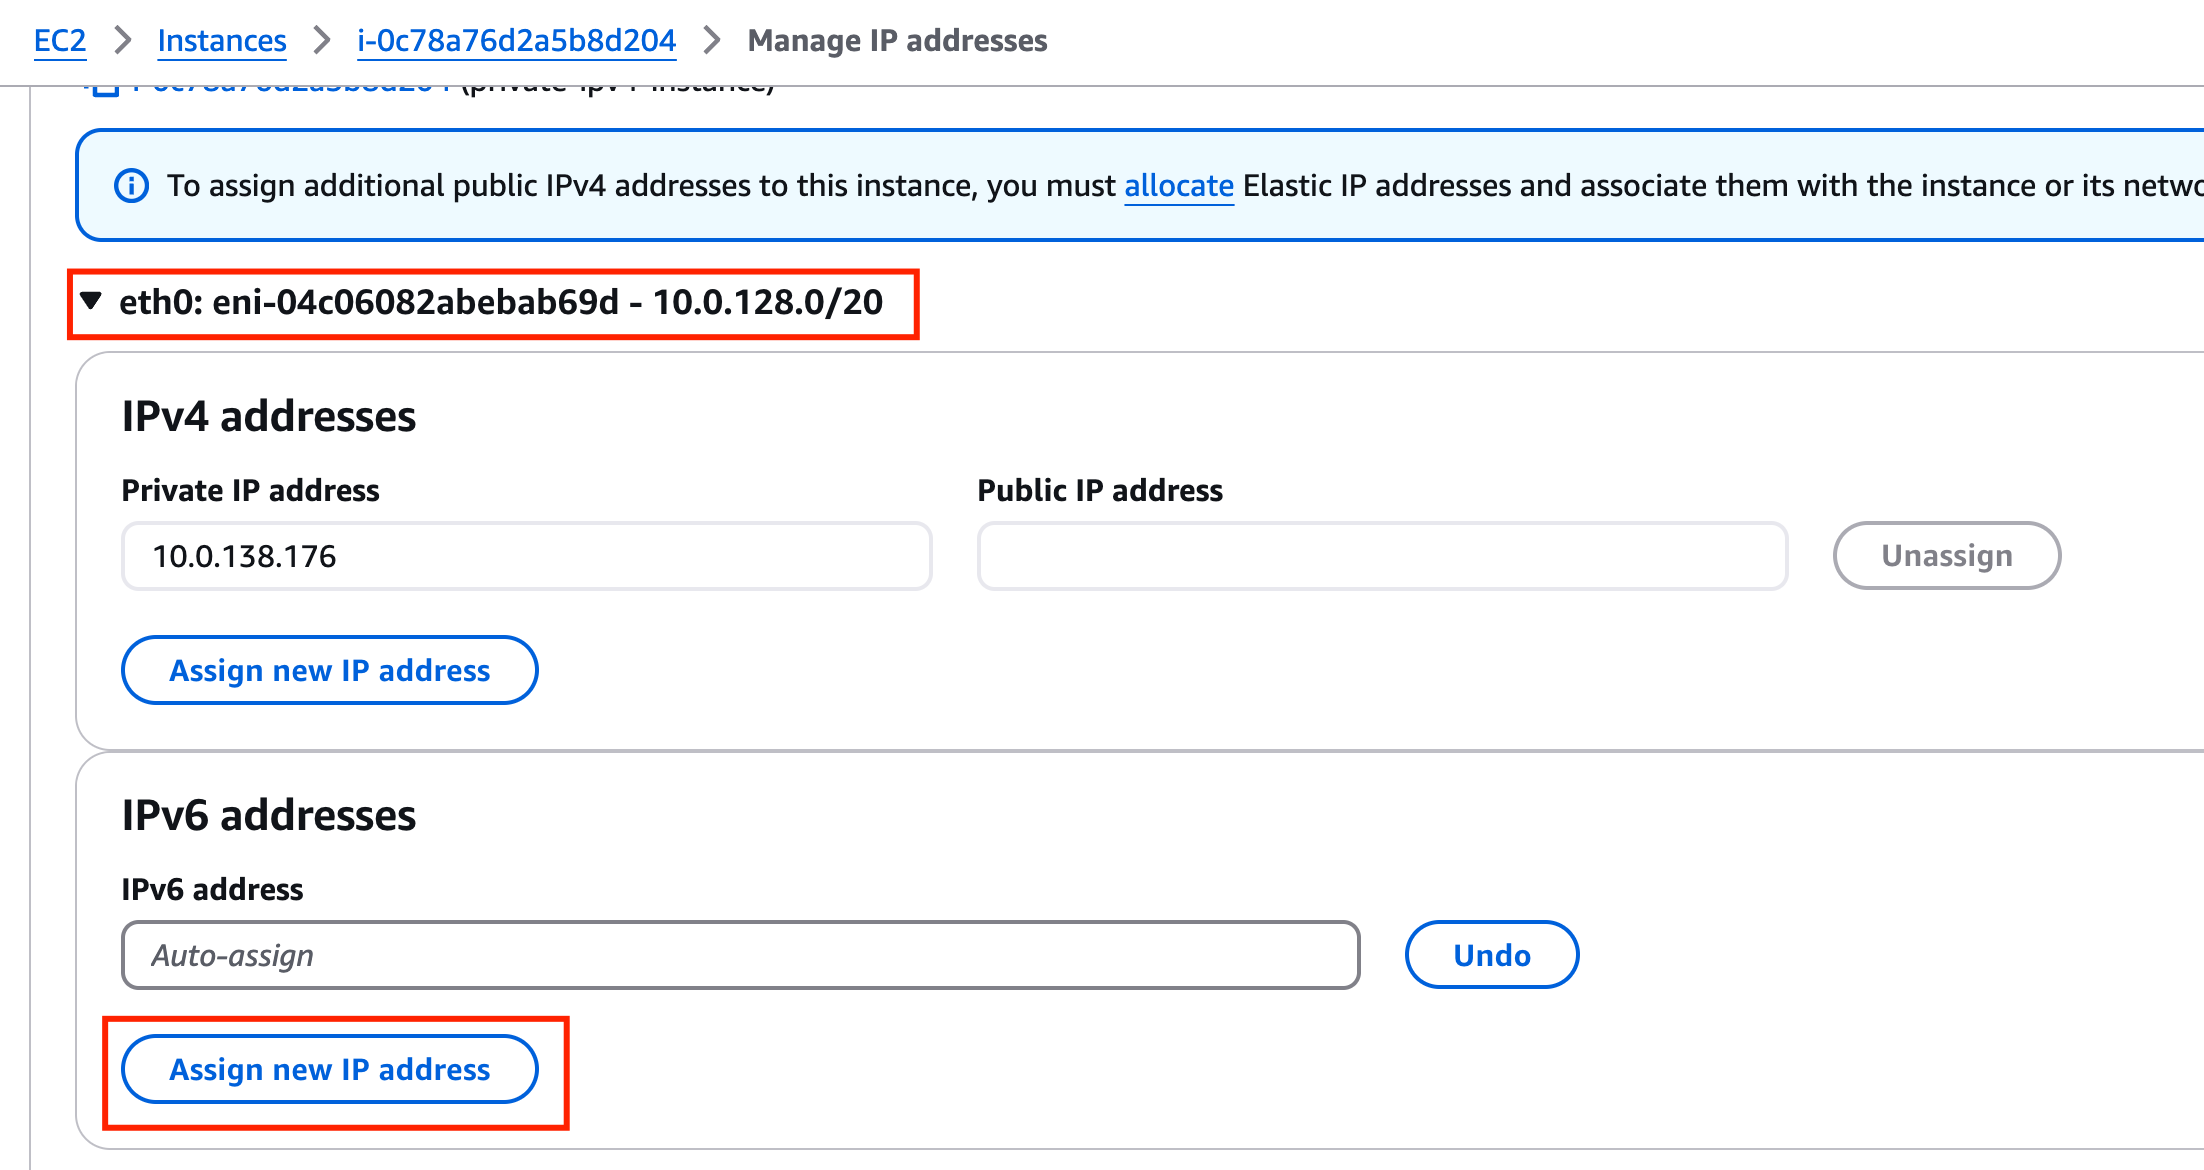 EC2 > Instances > i-0c78a76d2a5b8d204 > Manage IP addresses
i-0c78a76d2a5b8d204 (private-ipv4-instance)
To assign additional public IPv4 addresses to this instance, you must allocate Elastic IP addresses and associate them with the instance or its netwo
eth0: eni-04c06082abebab69d - 10.0.128.0/20
IPv4 addresses
Private IP address Public IP address
10.0.138.176 Unassign
Assign new IP address
IPv6 addresses
IPv6 address
Auto-assign Undo
Assign new IP address